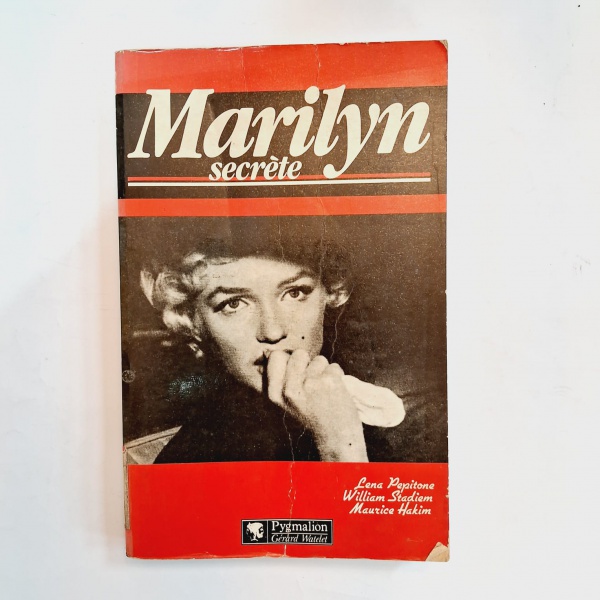 Marilyn
secrète
Lena Pepitone
William Stadiem
Maurice Hakim
Pygmalion
Gérard Watelet